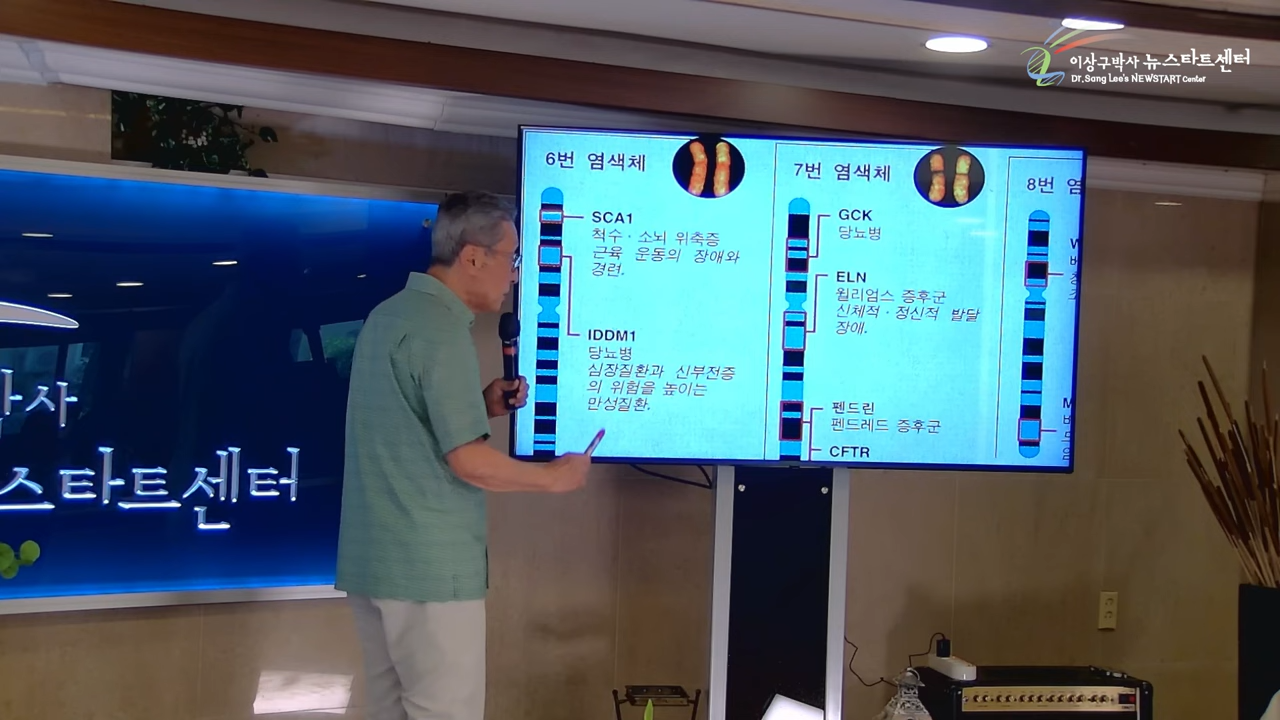 이상구박사 뉴스타트센터
Dr. Sang Lee's NEWSTART Center
6번 염색체
SCA1
척수·소뇌 위축증
근육 운동의 장애와
경련.
IDDM1
당뇨병
심장질환과 신부전증
의 위험을 높이는
만성질환.
7번 염색체
GCK
당뇨병
ELN
윌리엄스 증후군
신체적·정신적 발달
장애.
펜드린
펜드레드 증후군
CFTR
8번
박사
스타트센터